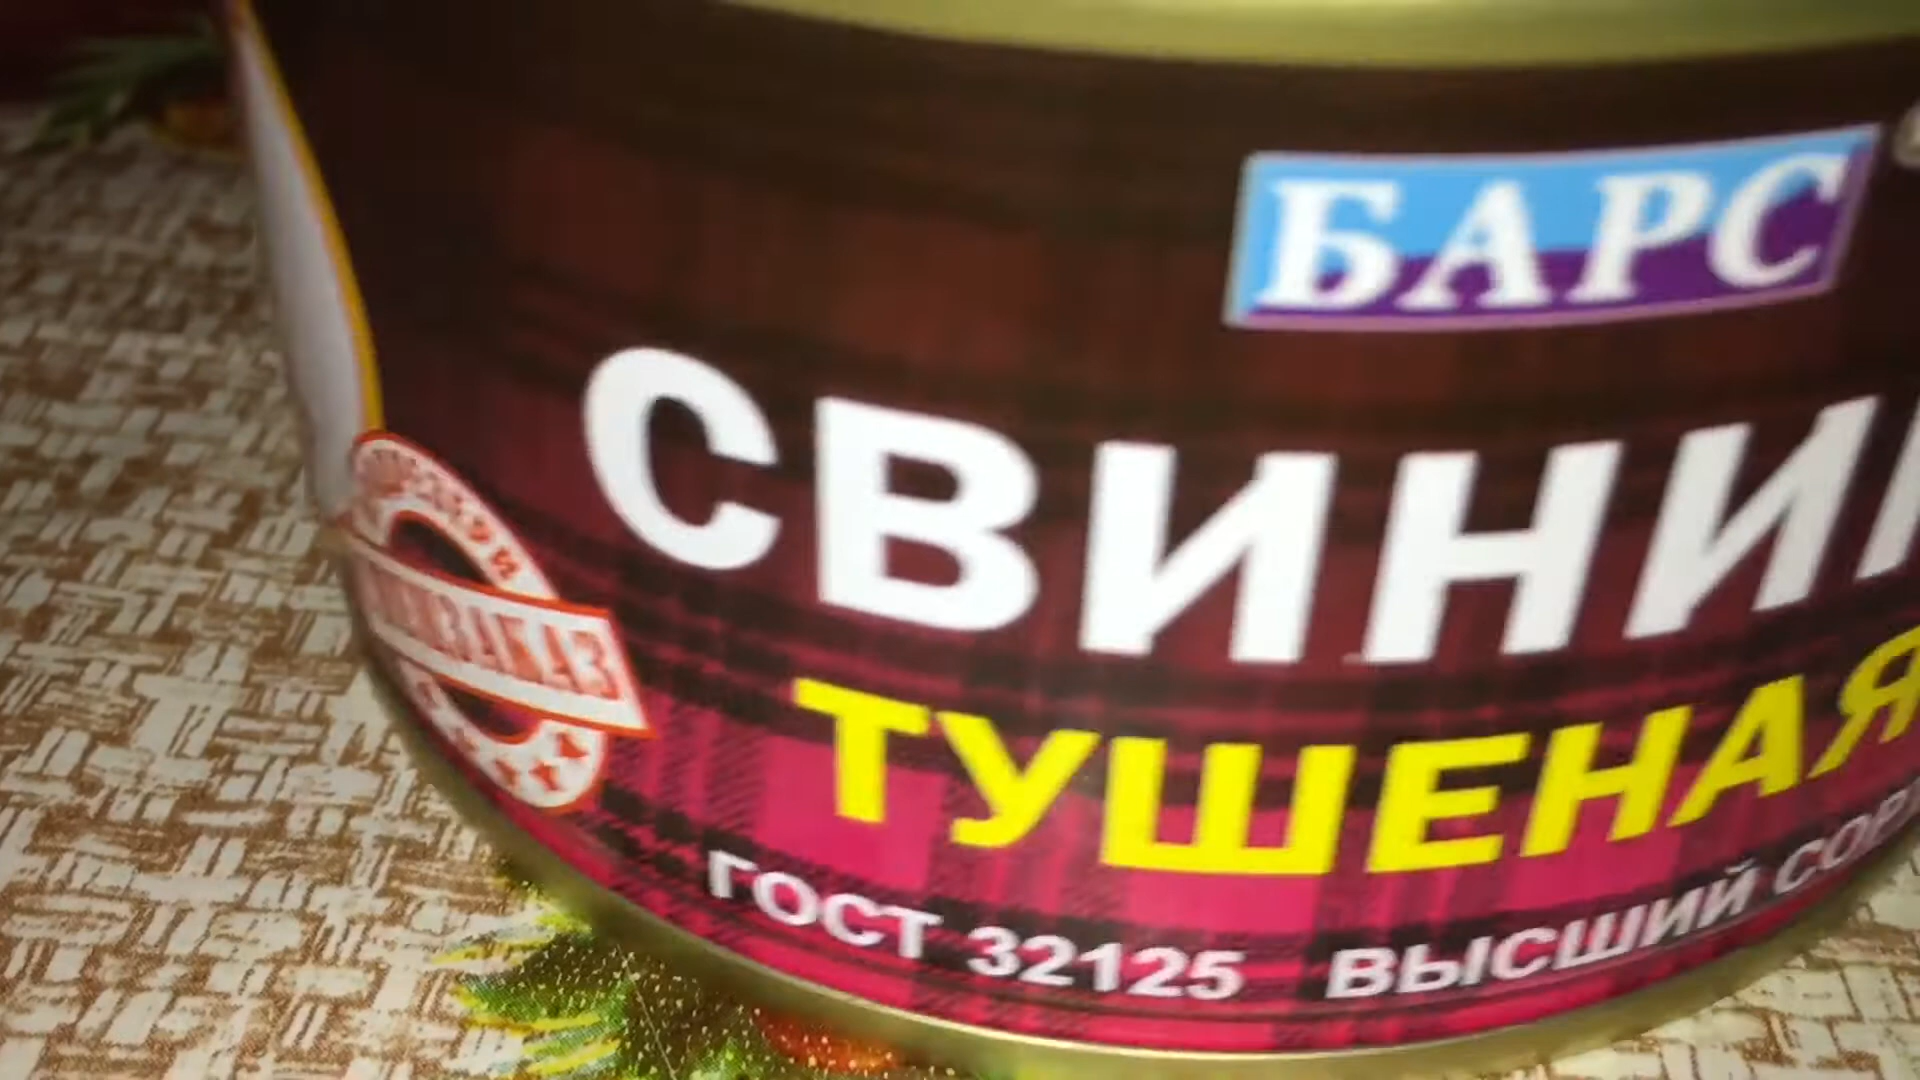 БАРС
СВИНИ
ТУШЕНАЯ
ГОСТ 32125 ВЫСШИЙ СОР